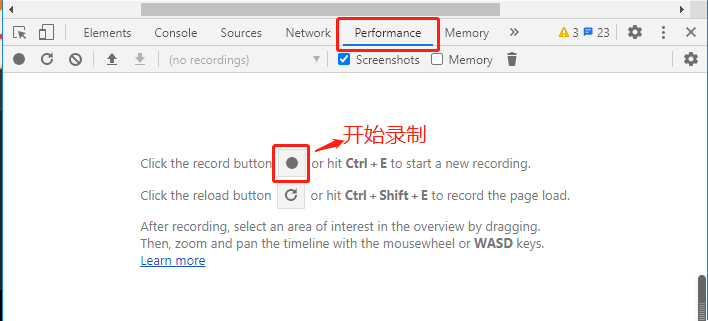 Elements Console Sources Network Performance Memory » 3 23
(no recordings) Screenshots Memory
开始录制
Click the record button or hit Ctrl + E to start a new recording.
Click the reload button or hit Ctrl + Shift + E to record the page load.
After recording, select an area of interest in the overview by dragging.
Then, zoom and pan the timeline with the mousewheel or WASD keys.
Learn more